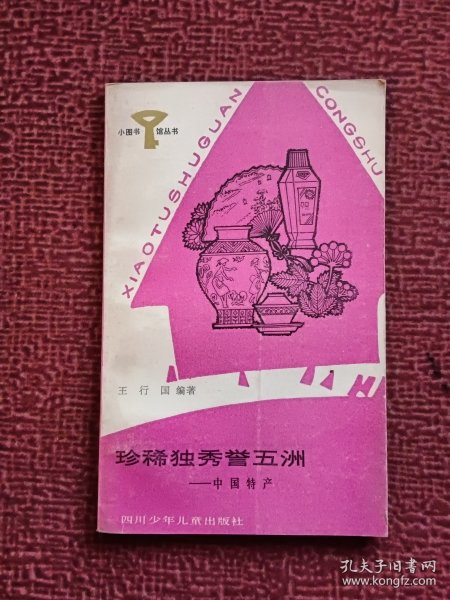 小图书馆丛书
XIAOTUSHUGUAN CONGSHU
王行国 编著
珍稀独秀誉五洲
——中国特产
四川少年儿童出版社
孔夫子旧书网
www.kongfz.com